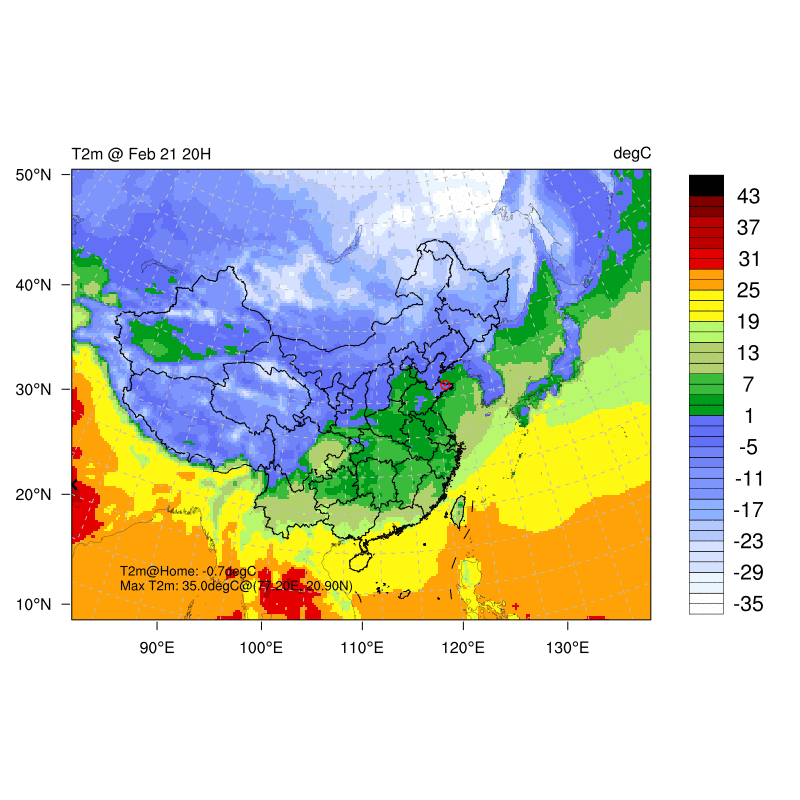 T2m @ Feb 21 20H degC
50°N
40°N
30°N
20°N
10°N
90°E 100°E 110°E 120°E 130°E
T2m@Home: -0.7degC
Max T2m: 35.0degC@(77.20E, 20.90N)
43
37
31
25
19
13
7
1
-5
-11
-17
-23
-29
-35